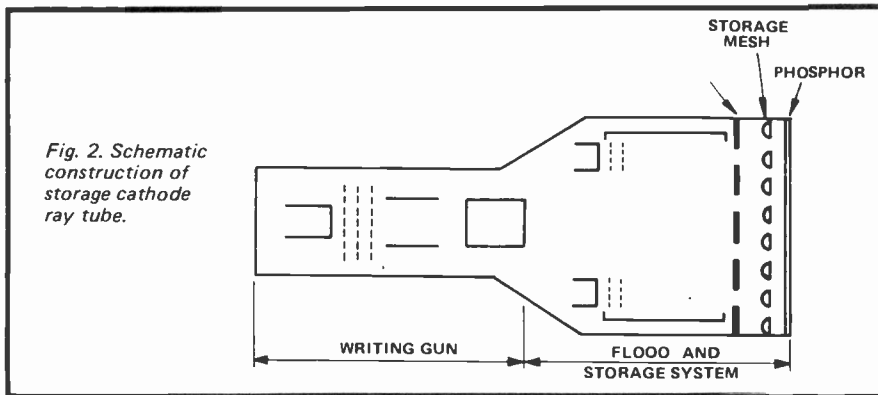 STORAGE
MESH
PHOSPHOR
Fig. 2. Schematic
construction of
storage cathode
ray tube.
WRITING GUN
FLOOO AND
STORAGE SYSTEM